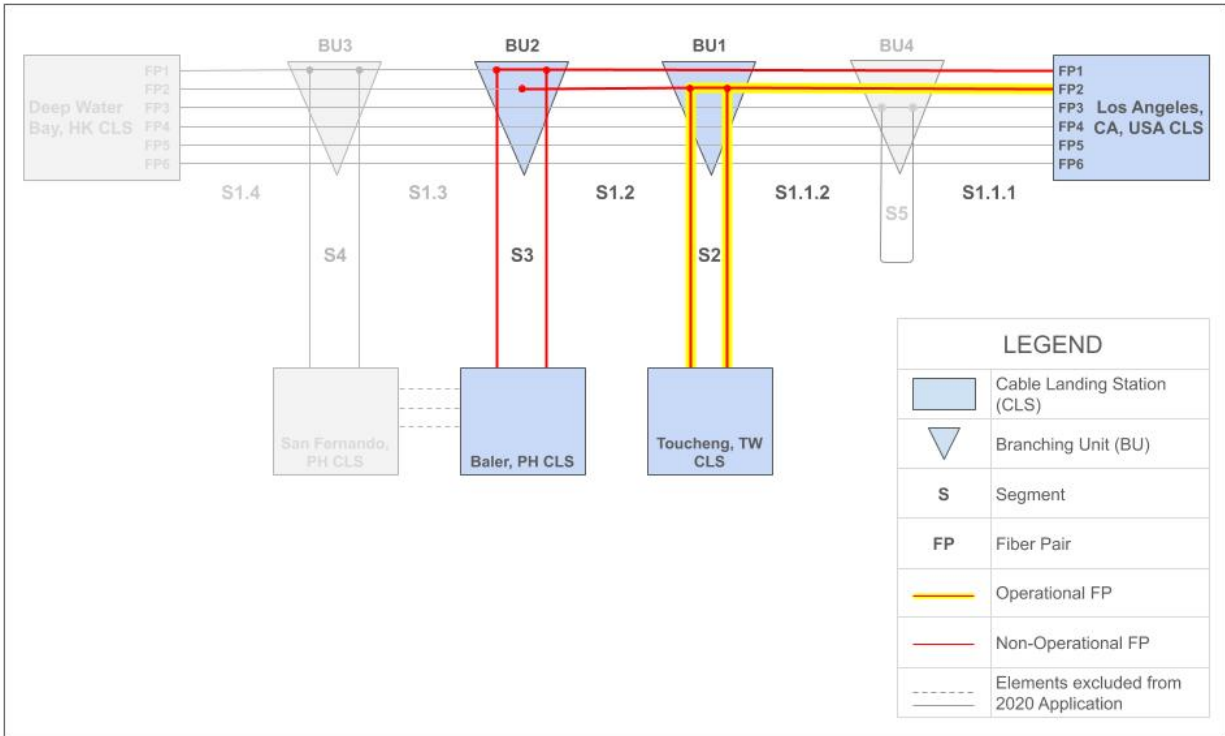 BU3
BU2
BU1
BU4
FP1
FP2
FP3
FP4
FP5
FP6
Deep Water
Bay, HK CLS
FP1
FP2
FP3
FP4
FP5
FP6
Los Angeles,
CA, USA CLS
S1.4
S1.3
S1.2
S1.1.2
S1.1.1
S5
S4
S3
S2
San Fernando,
PH CLS
Baler, PH CLS
Toucheng, TW
CLS
LEGEND
Cable Landing Station
(CLS)
Branching Unit (BU)
S
Segment
FP
Fiber Pair
Operational FP
Non-Operational FP
Elements excluded from
2020 Application